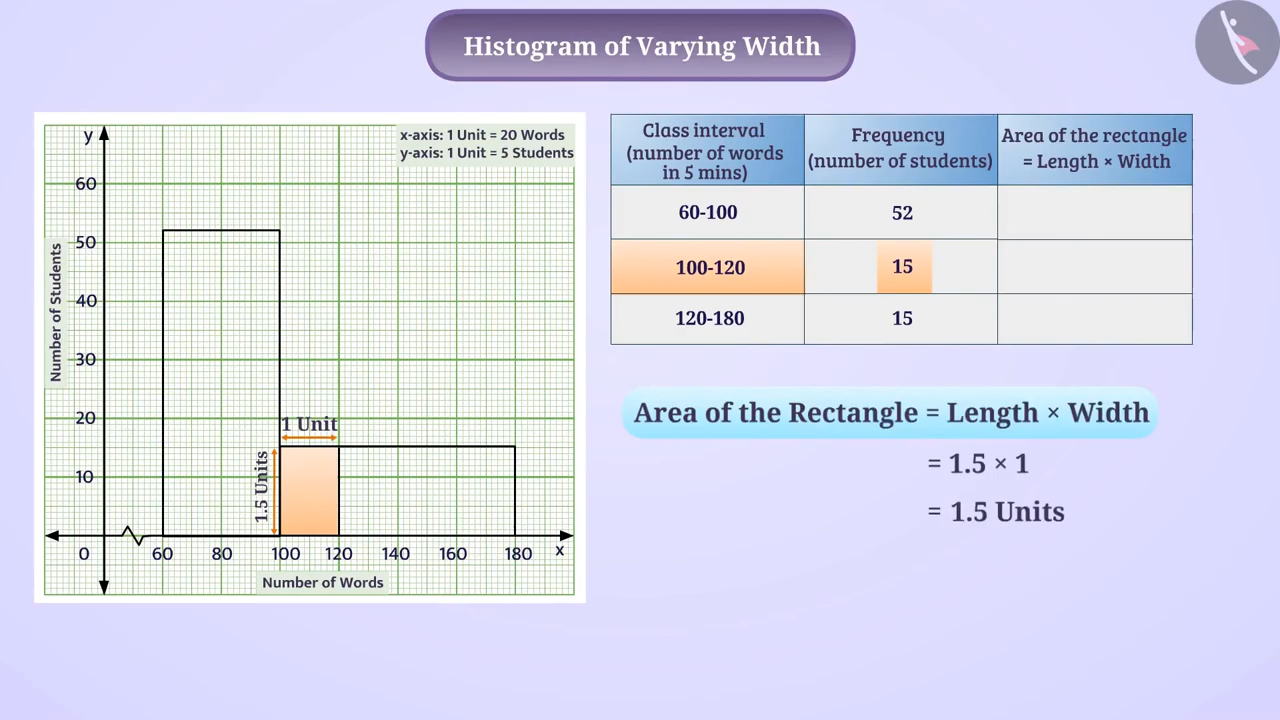 Histogram of Varying Width
y
x-axis: 1 Unit = 20 Words
y-axis: 1 Unit = 5 Students
60
50
40
30
20
10
Number of Students
1 Unit
1.5 Units
0
60
80
100
120
140
160
180
x
Number of Words
Class interval
(number of words
in 5 mins)
Frequency
(number of students)
Area of the rectangle
= Length × Width
60-100
52
100-120
15
120-180
15
Area of the Rectangle = Length × Width
= 1.5 × 1
= 1.5 Units